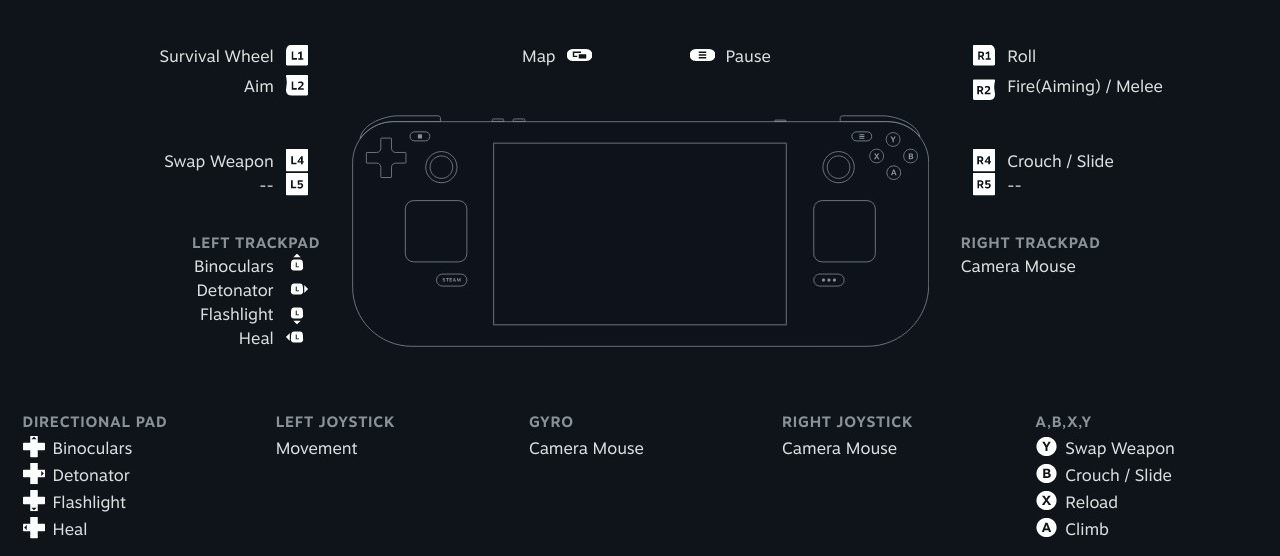 Survival Wheel L1
Aim L2
Map
Pause
R1 Roll
R2 Fire(Aiming) / Melee
Swap Weapon L4
-- L5
R4 Crouch / Slide
R5 --
Y
X B
A
STEAM
LEFT TRACKPAD
Binoculars L
Detonator L
Flashlight L
Heal L
RIGHT TRACKPAD
Camera Mouse
DIRECTIONAL PAD
Binoculars
Detonator
Flashlight
Heal
LEFT JOYSTICK
Movement
GYRO
Camera Mouse
RIGHT JOYSTICK
Camera Mouse
A,B,X,Y
Y Swap Weapon
B Crouch / Slide
X Reload
A Climb